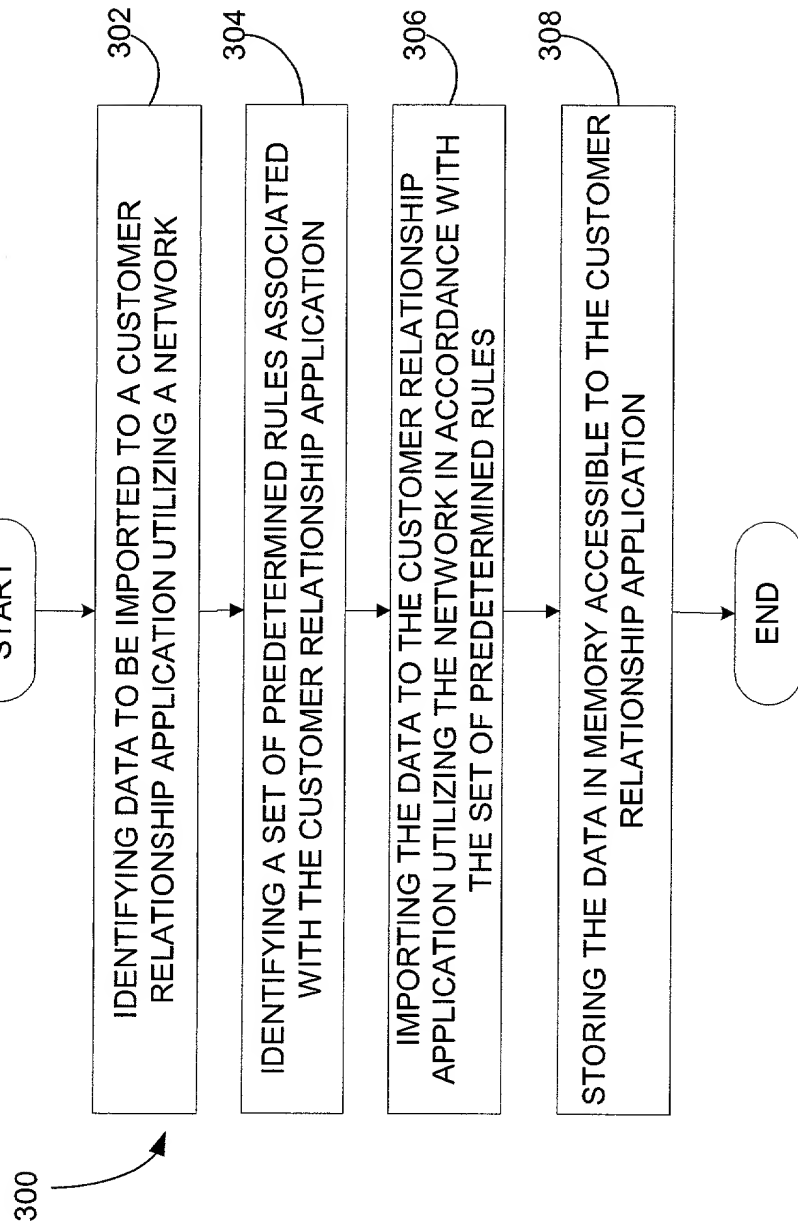 START
300
302
IDENTIFYING DATA TO BE IMPORTED TO A CUSTOMER
RELATIONSHIP APPLICATION UTILIZING A NETWORK
304
IDENTIFYING A SET OF PREDETERMINED RULES ASSOCIATED
WITH THE CUSTOMER RELATIONSHIP APPLICATION
306
IMPORTING THE DATA TO THE CUSTOMER RELATIONSHIP
APPLICATION UTILIZING THE NETWORK IN ACCORDANCE WITH
THE SET OF PREDETERMINED RULES
308
STORING THE DATA IN MEMORY ACCESSIBLE TO THE CUSTOMER
RELATIONSHIP APPLICATION
END